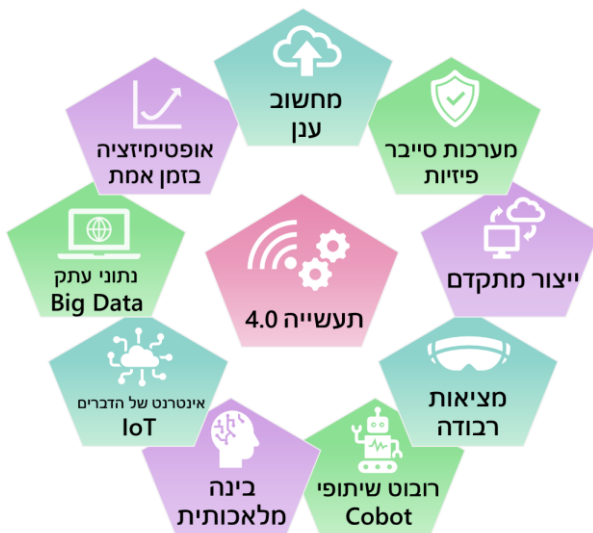 מחשוב
ענן
מערכות סייבר
פיזיות
ייצור מתקדם
מציאות
רבודה
רובוט שיתופי
Cobot
בינה
מלאכותית
אינטרנט של הדברים
IoT
נתוני עתק
Big Data
אופטימיזציה
בזמן אמת
תעשייה 4.0